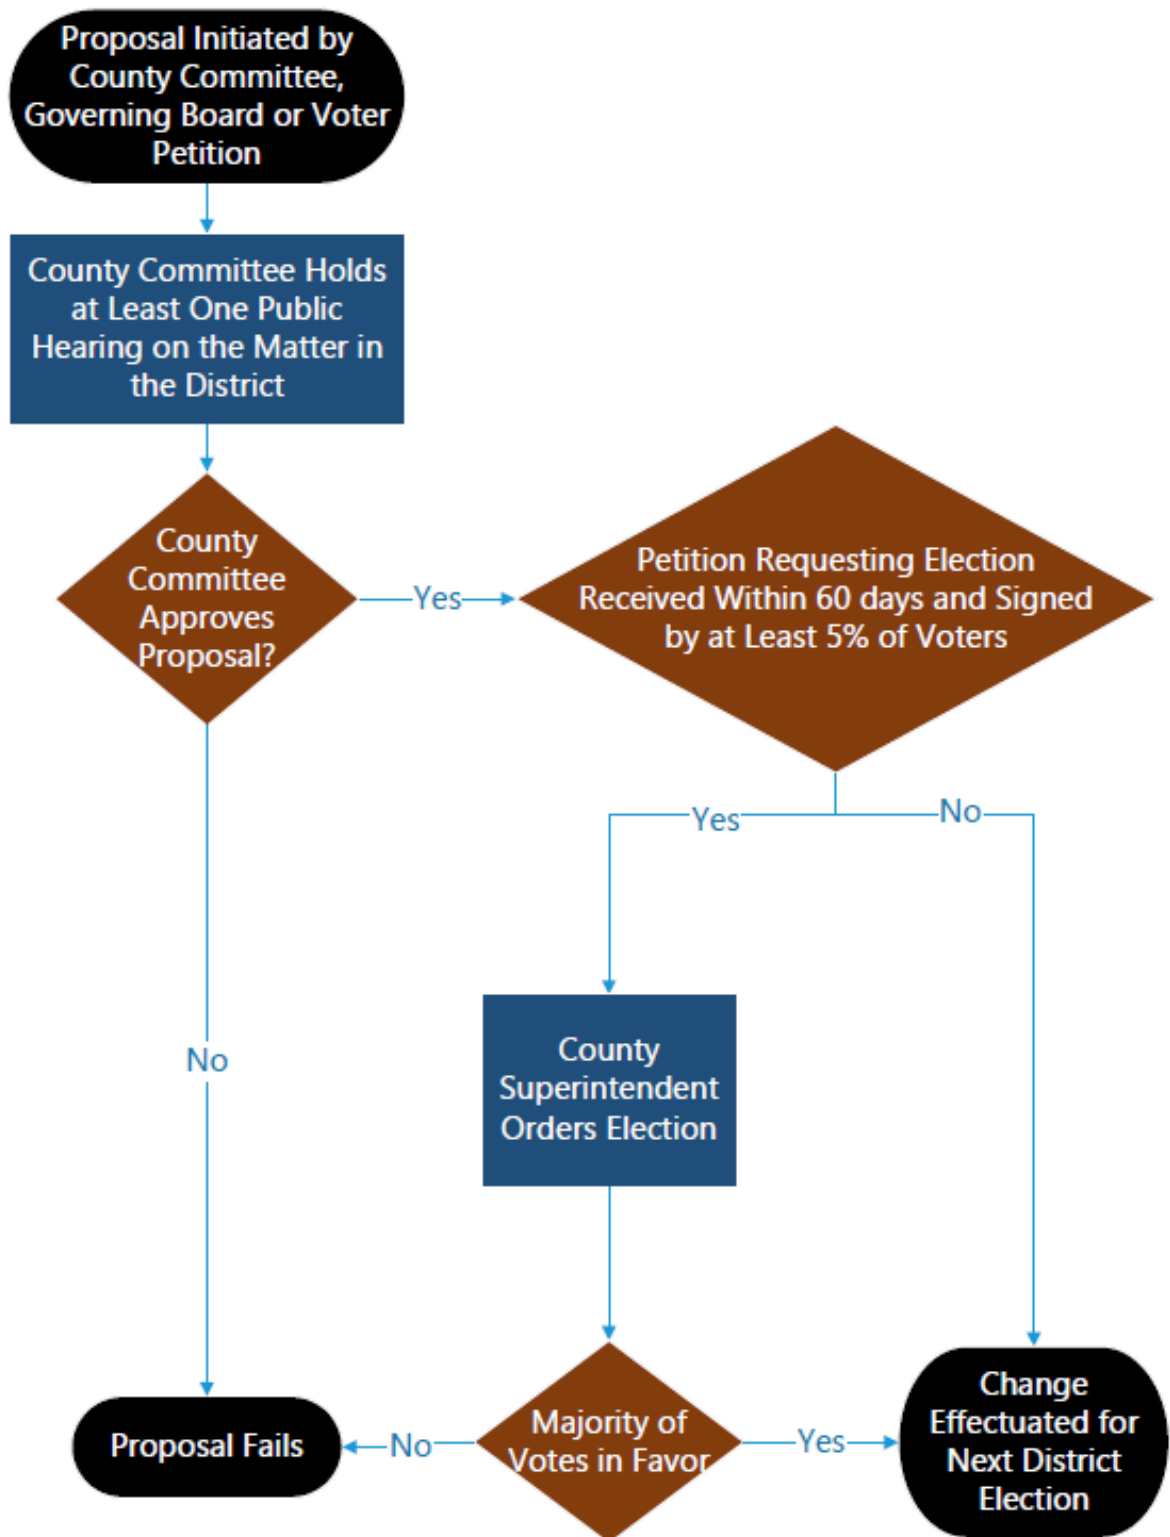 Proposal Initiated by
County Committee,
Governing Board or Voter
Petition
County Committee Holds
at Least One Public
Hearing on the Matter in
the District
County
Committee
Approves
Proposal?
Yes
Petition Requesting Election
Received Within 60 days and Signed
by at Least 5% of Voters
Yes
No
No
County
Superintendent
Orders Election
Proposal Fails
No
Majority of
Votes in Favor
Yes
Change
Effectuated for
Next District
Election